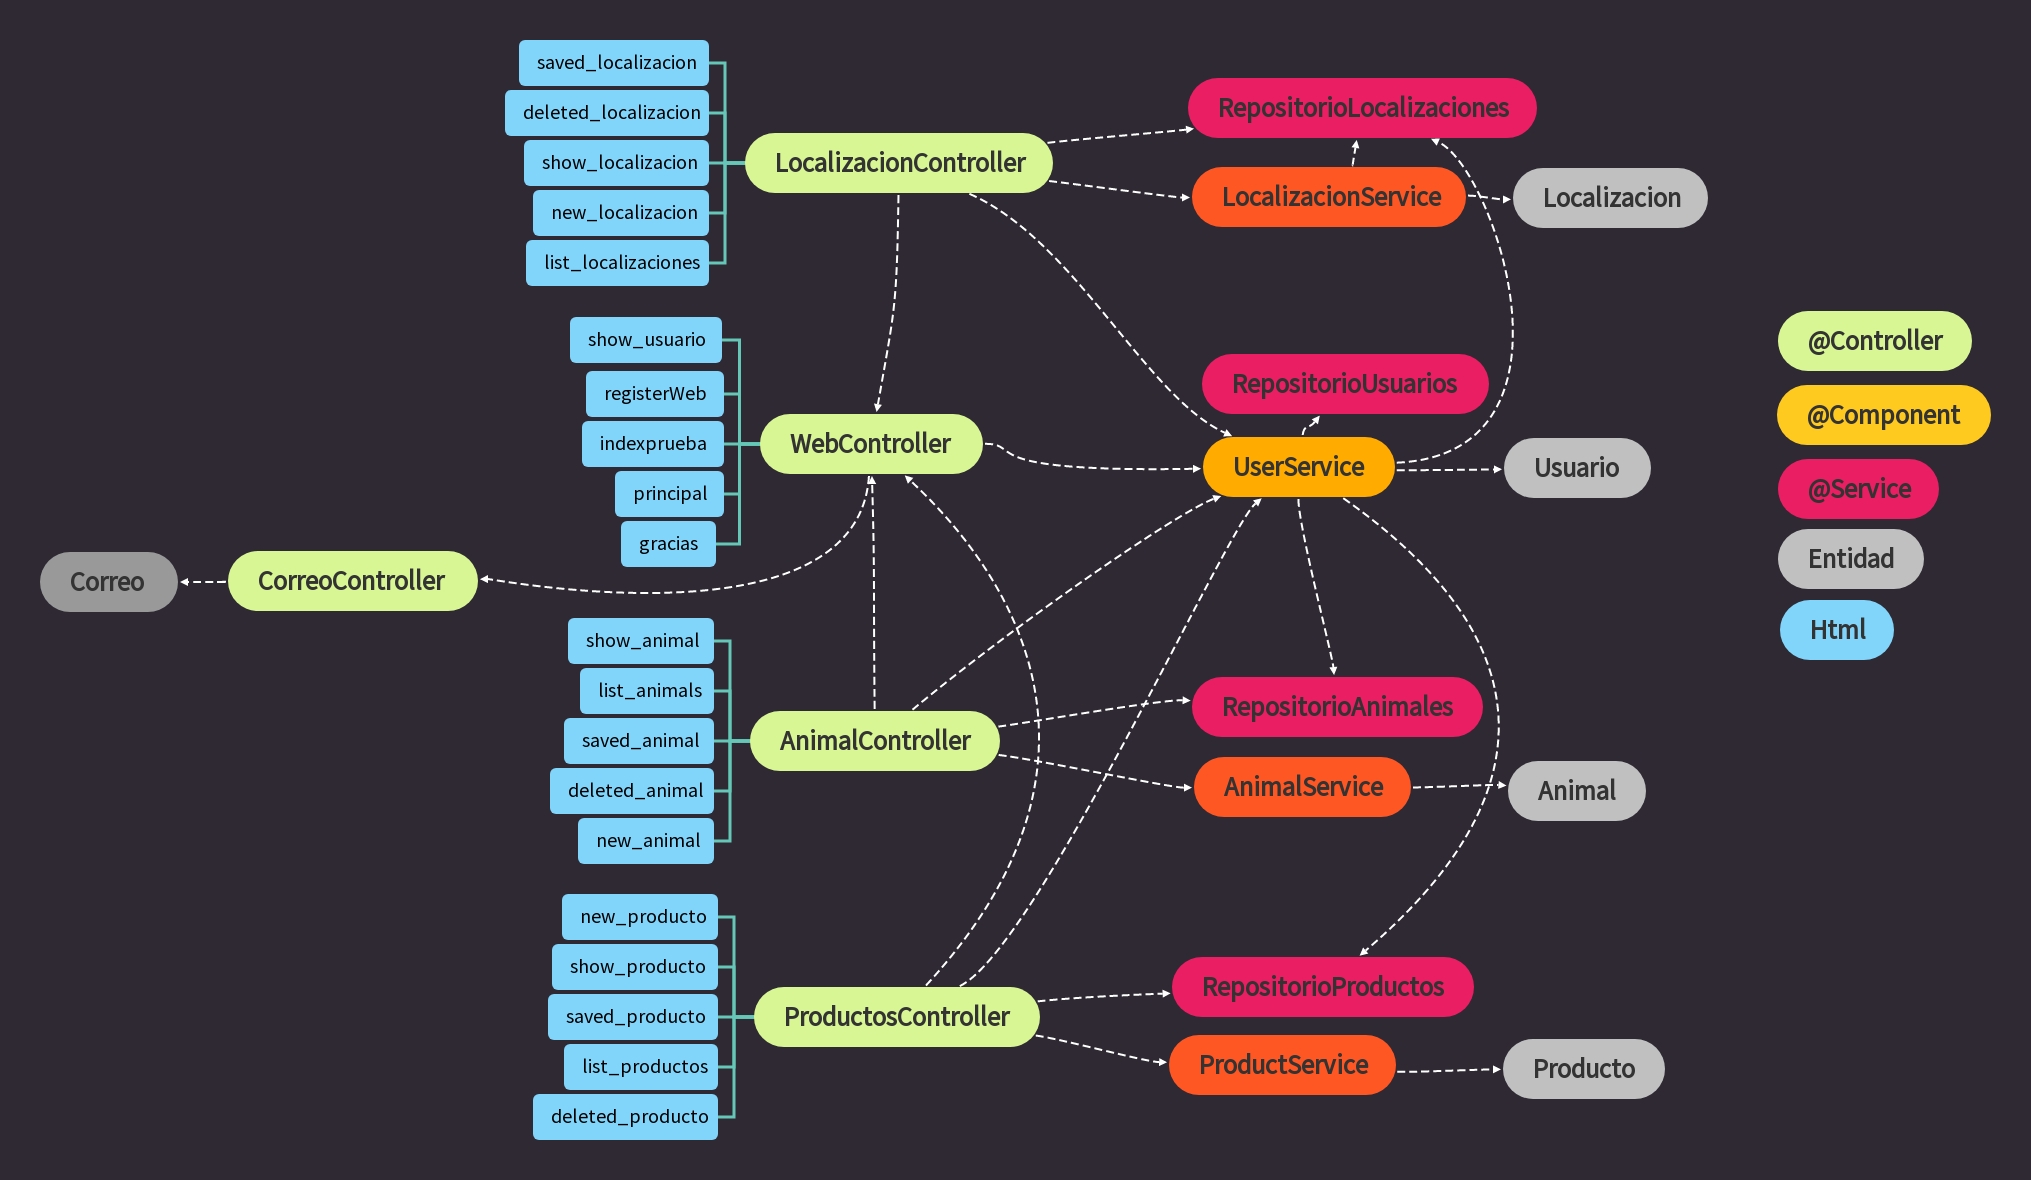 saved_localizacion
deleted_localizacion
show_localizacion
new_localizacion
list_localizaciones
LocalizacionController
RepositorioLocalizaciones
LocalizacionService
Localizacion
show_usuario
registerWeb
indexprueba
principal
gracias
WebController
RepositorioUsuarios
UserService
Usuario
Correo
CorreoController
show_animal
list_animals
saved_animal
deleted_animal
new_animal
AnimalController
RepositorioAnimales
AnimalService
Animal
new_producto
show_producto
saved_producto
list_productos
deleted_producto
ProductosController
RepositorioProductos
ProductService
Producto
@Controller
@Component
@Service
Entidad
Html